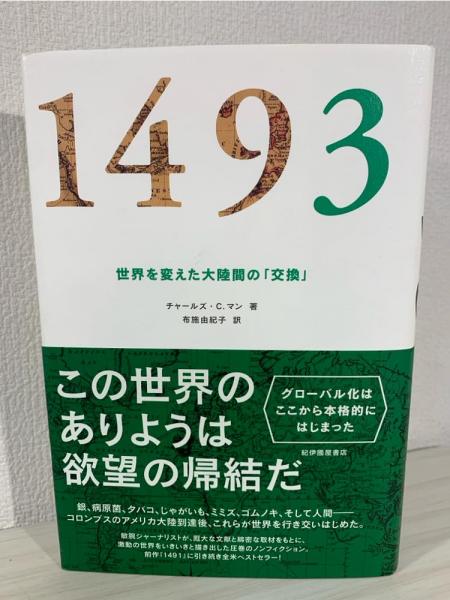 1493
世界を変えた大陸間の「交換」
チャールズ・C.マン 著
布施由紀子 訳
この世界の
ありようは
欲望の帰結だ
グローバル化は
ここから本格的に
はじまった
紀伊國屋書店
銀、病原菌、タバコ、じゃがいも、ミミズ、ゴムノキ、そして人間——
コロンブスのアメリカ大陸到達後、これらが世界を行き交いはじめた。
敏腕ジャーナリストが、厖大な文献と綿密な取材をもとに、
激動の世界をいきいきと描き出した圧巻のノンフィクション。
前作『1491』に引き続き全米ベストセラー!